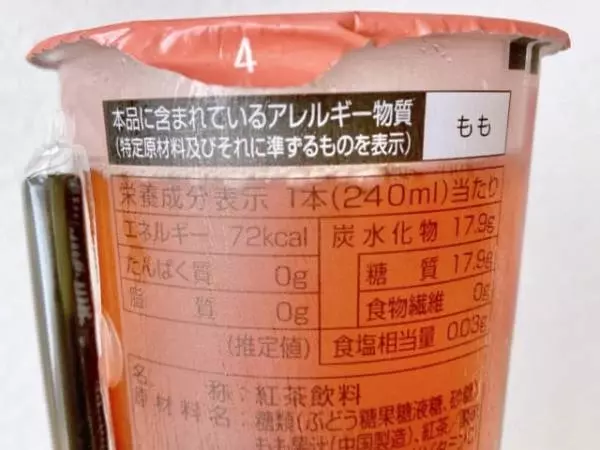 4
本品に含まれているアレルギー物質
(特定原材料及びそれに準ずるものを表示)
もも
栄養成分表示 1本(240ml)当たり
エネルギー 72kcal
たんぱく質 0g
脂質 0g
(推定値)
炭水化物 17.9g
糖質 17.9g
食物繊維 0g
食塩相当量 0.03g
名称:紅茶飲料
原材料名:糖類(ぶどう糖果糖液糖、砂糖)
もも果汁(中国製造)、紅茶/